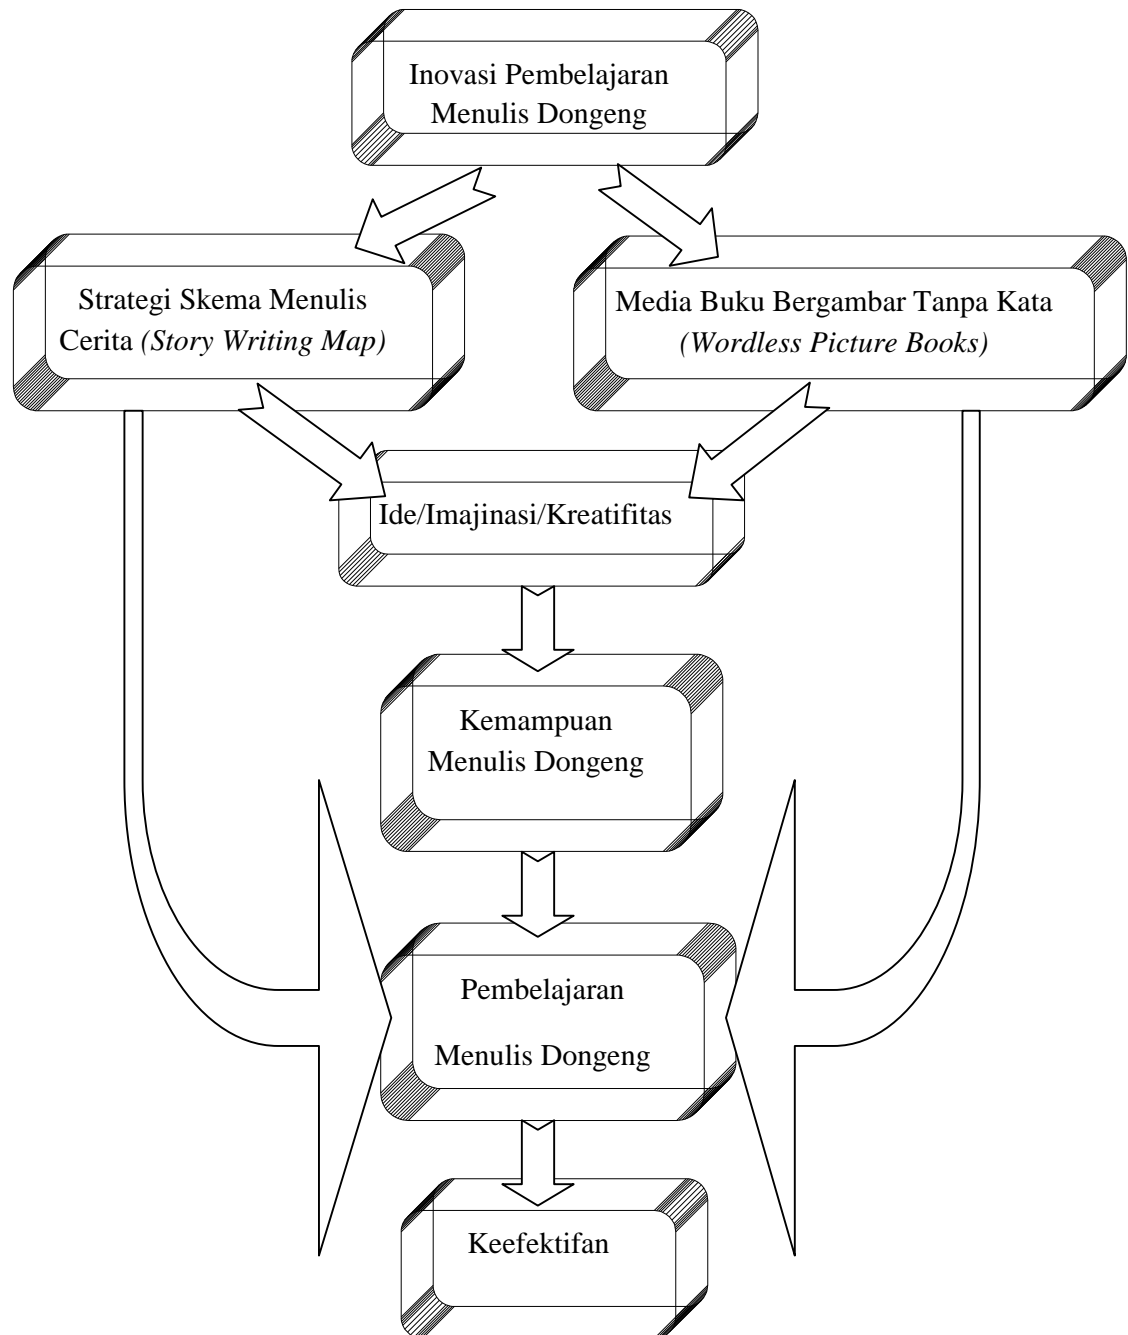 Inovasi Pembelajaran
Menulis Dongeng
Strategi Skema Menulis
Cerita (Story Writing Map)
Media Buku Bergambar Tanpa Kata
(Wordless Picture Books)
Ide/Imajinasi/Kreatifitas
Kemampuan
Menulis Dongeng
Pembelajaran
Menulis Dongeng
Keefektifan